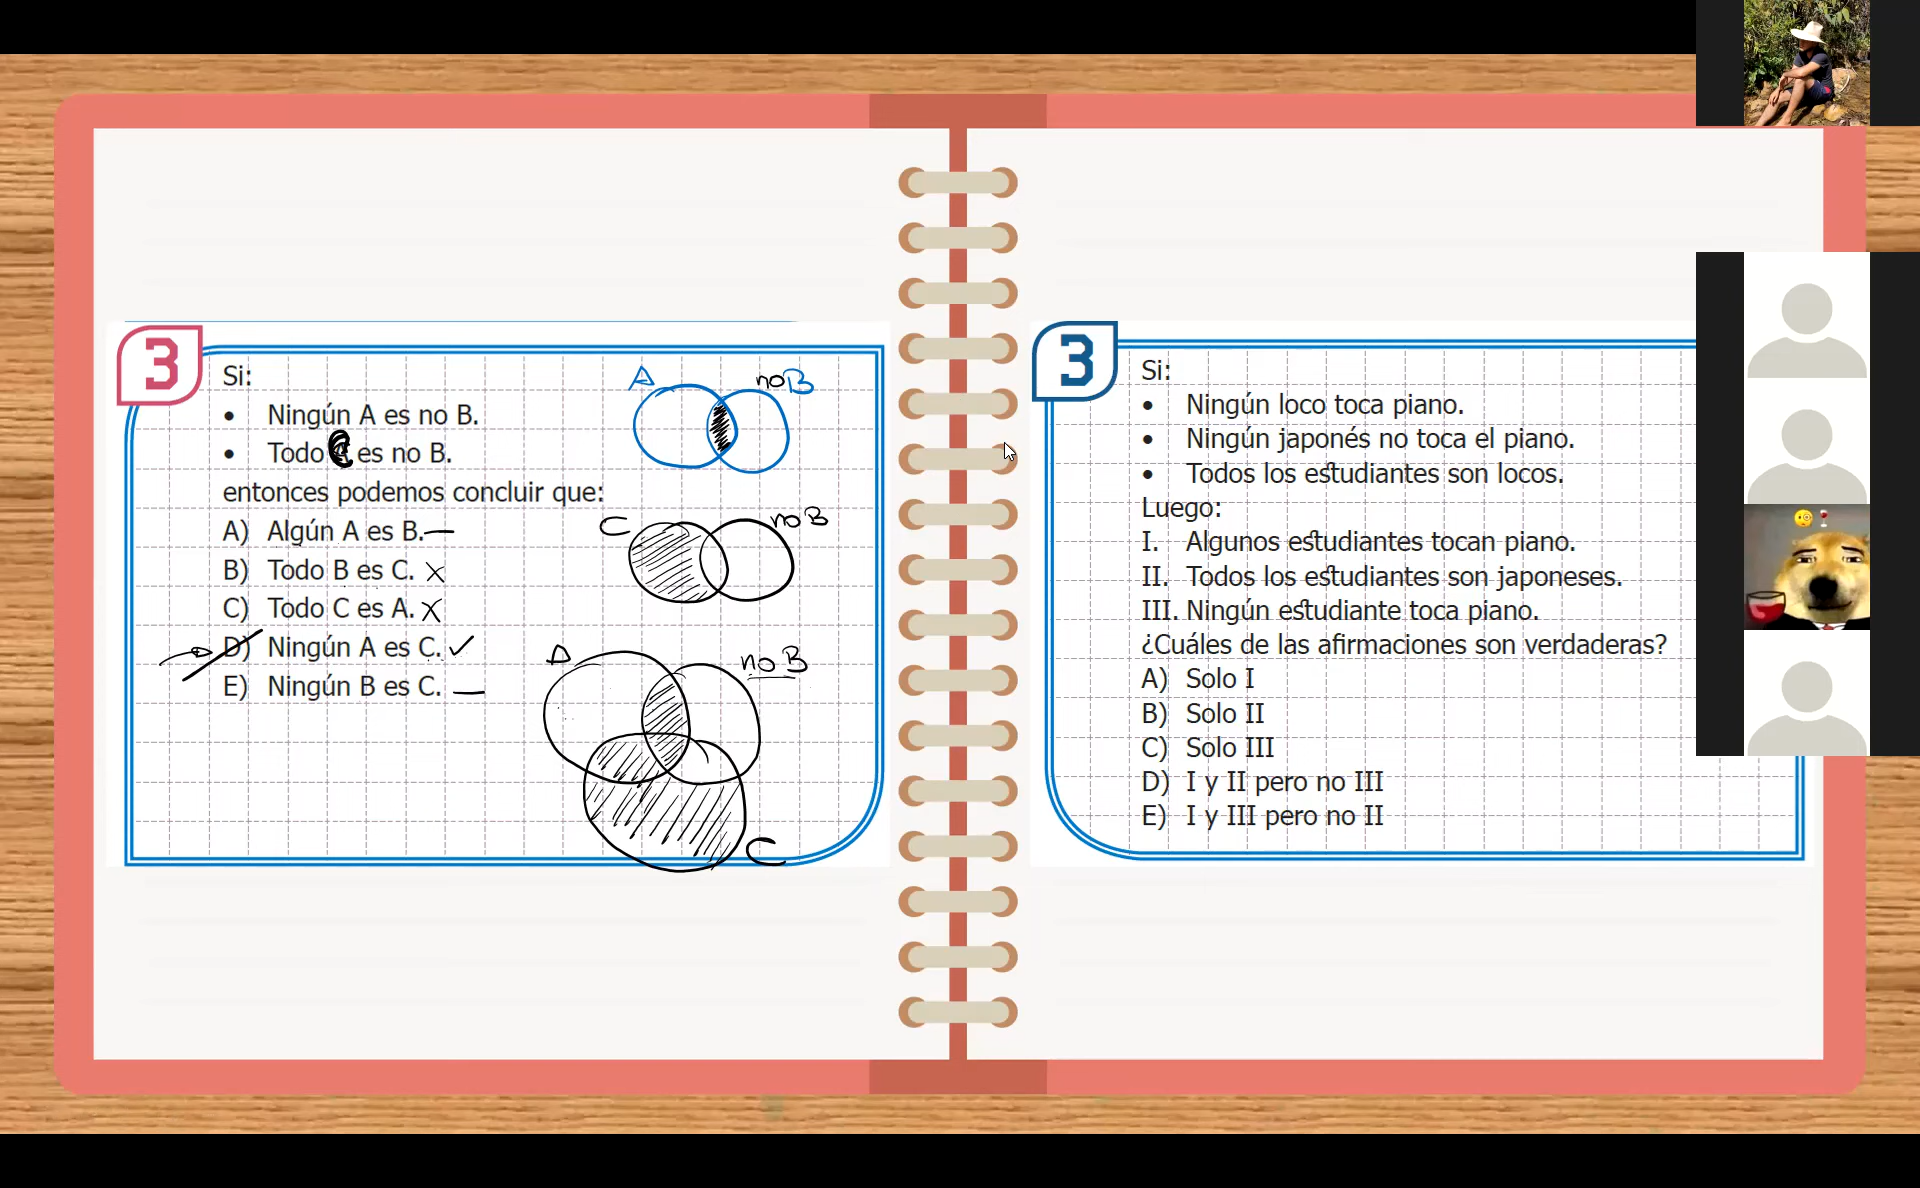 3
Si:
• Ningún A es no B.
• Todo C es no B.
entonces podemos concluir que:
A) Algún A es B. —
B) Todo B es C. x
C) Todo C es A. x
D) Ningún A es C. ✓
E) Ningún B es C. —
A no B
C no B
A no B
C
3
Si:
• Ningún loco toca piano.
• Ningún japonés no toca el piano.
• Todos los estudiantes son locos.
Luego:
I. Algunos estudiantes tocan piano.
II. Todos los estudiantes son japoneses.
III. Ningún estudiante toca piano.
¿Cuáles de las afirmaciones son verdaderas?
A) Solo I
B) Solo II
C) Solo III
D) I y II pero no III
E) I y III pero no II